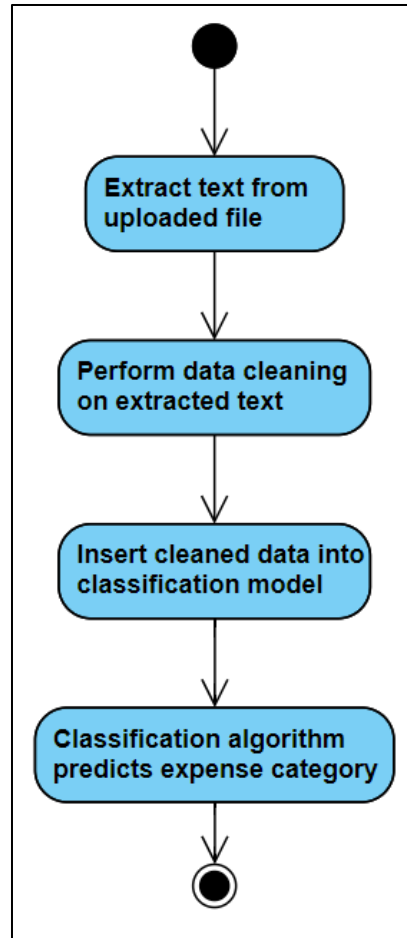 Extract text from
uploaded file
Perform data cleaning
on extracted text
Insert cleaned data into
classification model
Classification algorithm
predicts expense category